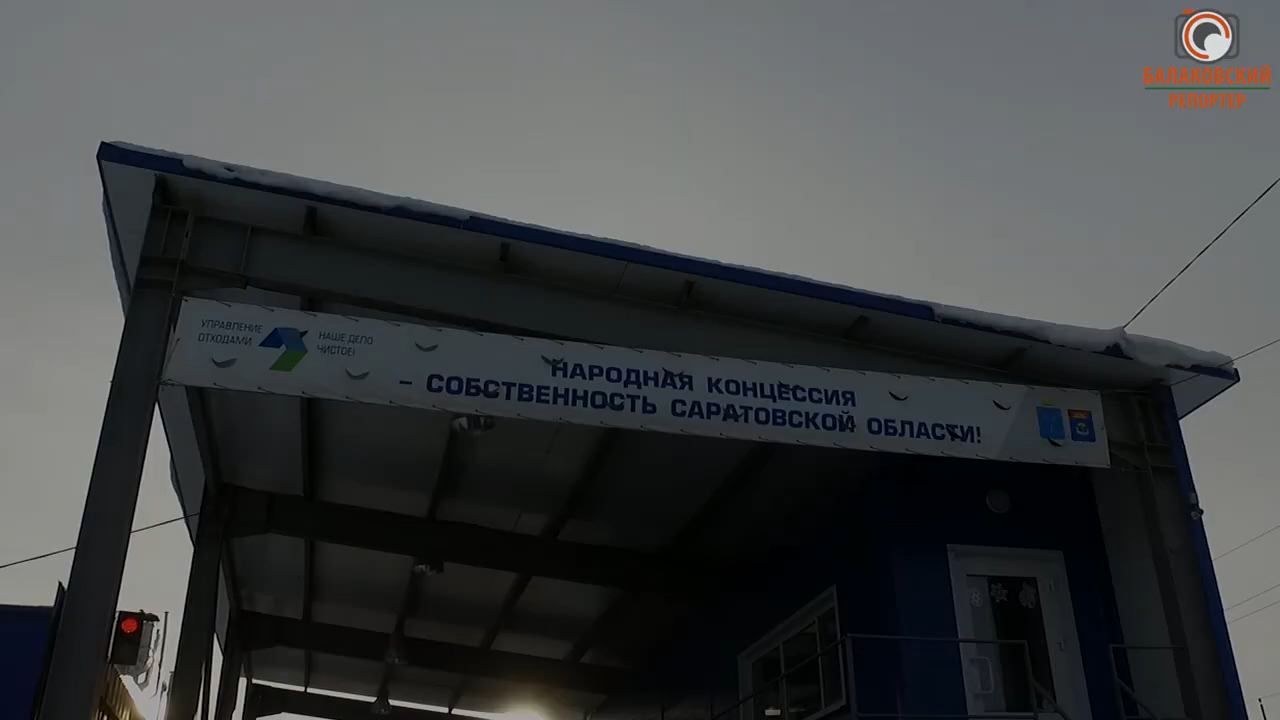 БАЛАКОВСКИЙ
РЕПОРТЕР
УПРАВЛЕНИЕ
ОТХОДАМИ
НАШЕ ДЕЛО
ЧИСТОЕ!
НАРОДНАЯ КОНЦЕССИЯ
– СОБСТВЕННОСТЬ САРАТОВСКОЙ ОБЛАСТИ!